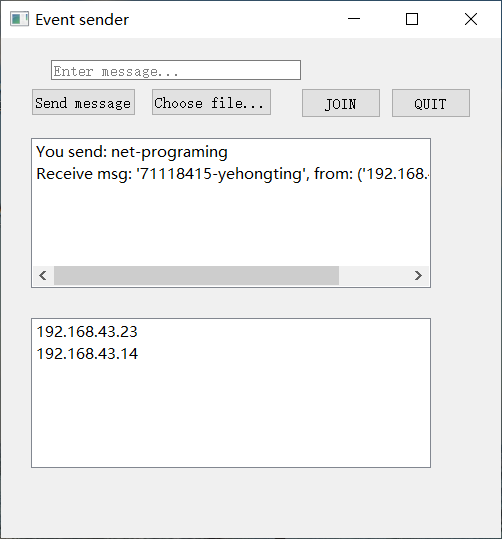 Event sender
Enter message...
Send message Choose file... JOIN QUIT
You send: net-programing
Receive msg: '71118415-yehongting', from: ('192.168.4
192.168.43.23
192.168.43.14